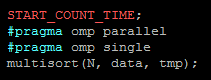 START_COUNT_TIME;
#pragma omp parallel
#pragma omp single
multisort(N, data, tmp);